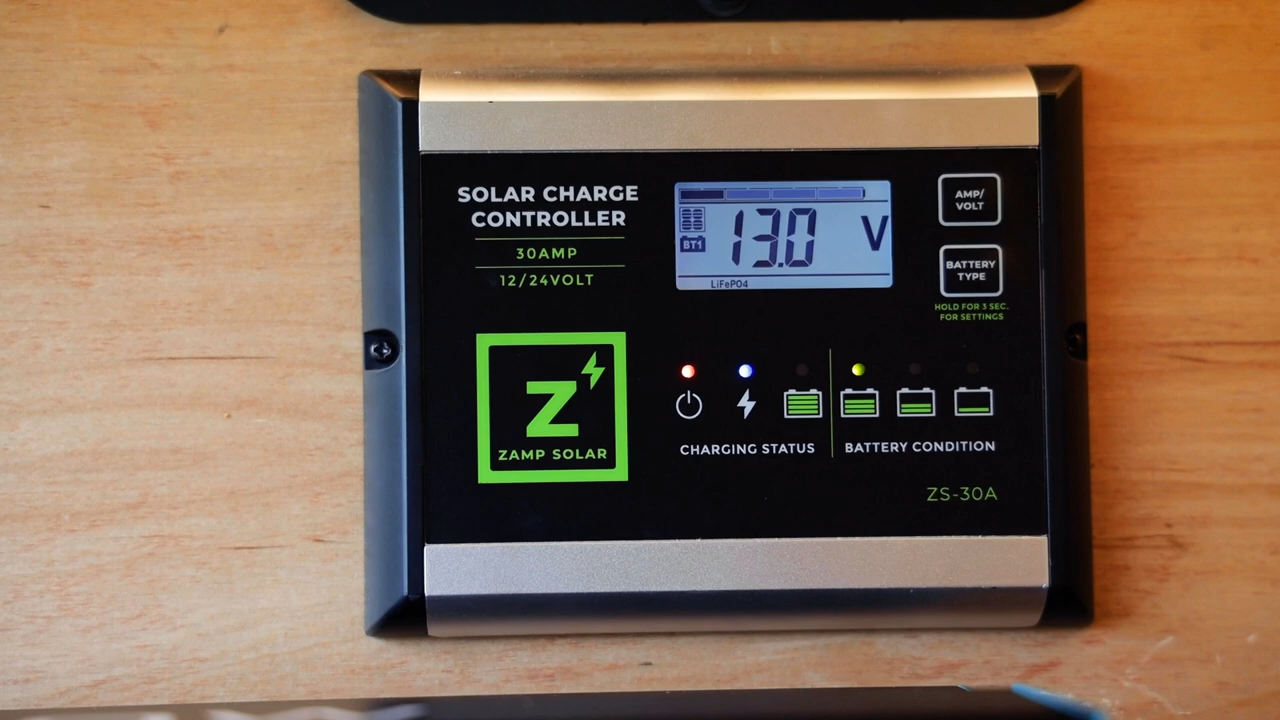 SOLAR CHARGE
CONTROLLER
30AMP
12/24VOLT
BT1
13.0 V
LiFePO4
AMP/
VOLT
BATTERY
TYPE
HOLD FOR 3 SEC.
FOR SETTINGS
Z
ZAMP SOLAR
CHARGING STATUS
BATTERY CONDITION
ZS-30A